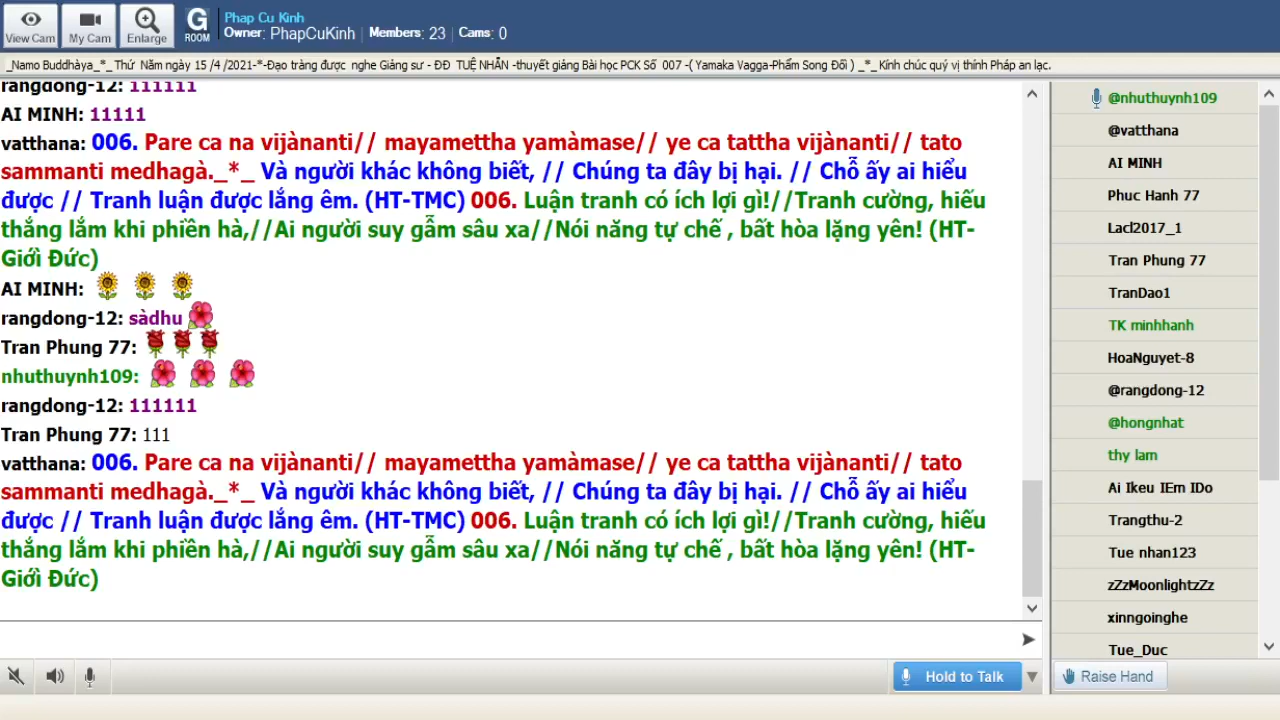 View Cam
My Cam
Enlarge
G
ROOM
Phap Cu Kinh
Owner: PhapCuKinh Members: 23 Cams: 0
_Namo Buddhàya_*_ Thứ Năm ngày 15 /4 /2021-*-Đạo tràng được nghe Giảng sư - ĐĐ TUỆ NHẪN -thuyết giảng Bài học PCK Số 007 -( Yamaka Vagga-Phẩm Song Đối ) _*_ Kính chúc quý vị thính Pháp an lạc.
rangdong-12: 111111
AI MINH: 11111
vatthana: 006. Pare ca na vijànanti// mayamettha yamàmase// ye ca tattha vijànanti// tato
sammanti medhagà._*_ Và người khác không biết, // Chúng ta đây bị hại. // Chỗ ấy ai hiểu
được // Tranh luận được lắng êm. (HT-TMC) 006. Luận tranh có ích lợi gì!//Tranh cường, hiếu
thắng lắm khi phiền hà,//Ai người suy gẫm sâu xa//Nói năng tự chế , bất hòa lặng yên! (HT-
Giới Đức)
AI MINH:
rangdong-12: sàdhu
Tran Phung 77:
nhuthuynh109:
rangdong-12: 111111
Tran Phung 77: 111
vatthana: 006. Pare ca na vijànanti// mayamettha yamàmase// ye ca tattha vijànanti// tato
sammanti medhagà._*_ Và người khác không biết, // Chúng ta đây bị hại. // Chỗ ấy ai hiểu
được // Tranh luận được lắng êm. (HT-TMC) 006. Luận tranh có ích lợi gì!//Tranh cường, hiếu
thắng lắm khi phiền hà,//Ai người suy gẫm sâu xa//Nói năng tự chế , bất hòa lặng yên! (HT-
Giới Đức)
@nhuthuynh109
@vatthana
AI MINH
Phuc Hanh 77
Lacl2017_1
Tran Phung 77
TranDao1
TK minhhanh
HoaNguyet-8
@rangdong-12
@hongnhat
thy lam
Ai Ikeu IEm IDo
Trangthu-2
Tue nhan123
zZzMoonlightzZz
xinngoinghe
Tue_Duc
Hold to Talk
Raise Hand